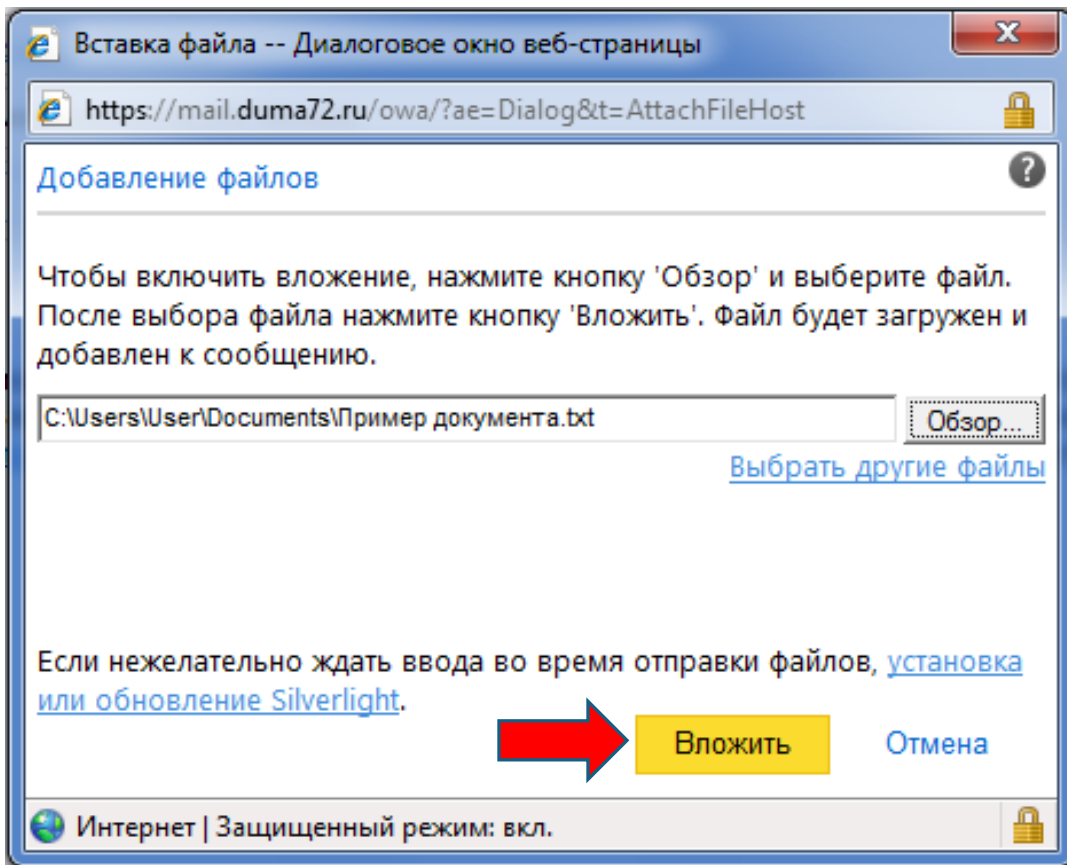 Вставка файла -- Диалоговое окно веб-страницы
x
https://mail.duma72.ru/owa/?ae=Dialog&t=AttachFileHost
Добавление файлов
?
Чтобы включить вложение, нажмите кнопку 'Обзор' и выберите файл.
После выбора файла нажмите кнопку 'Вложить'. Файл будет загружен и
добавлен к сообщению.
C:\Users\User\Documents\Пример документа.txt
Обзор...
Выбрать другие файлы
Если нежелательно ждать ввода во время отправки файлов, установка
или обновление Silverlight.
Вложить
Отмена
Интернет | Защищенный режим: вкл.